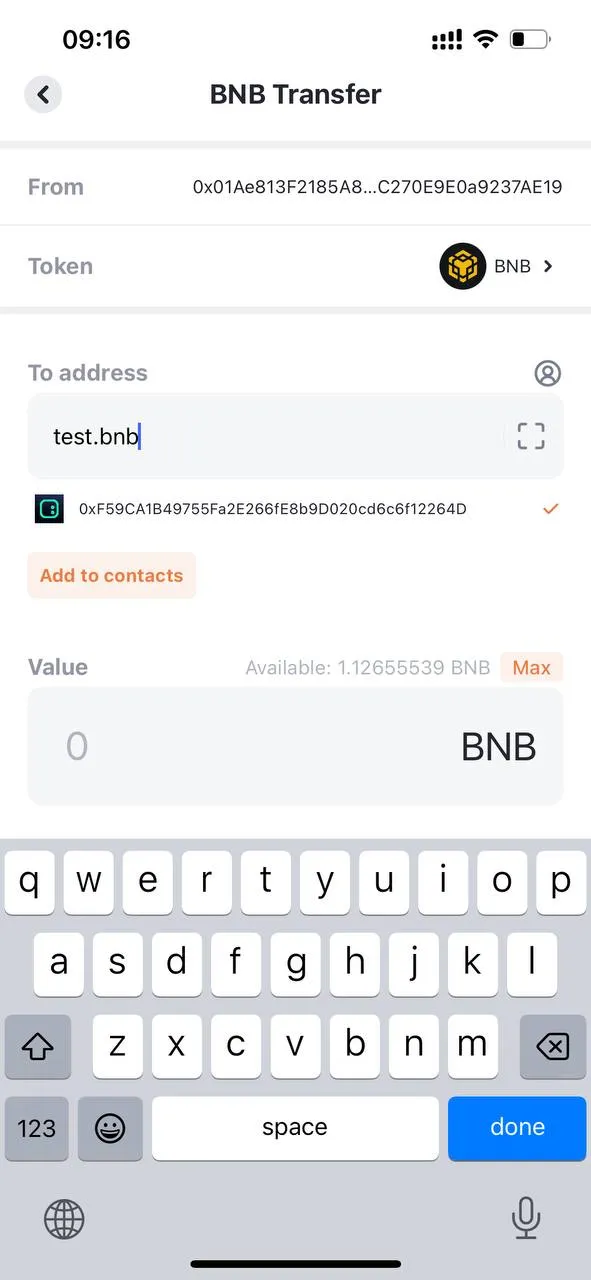 09:16
BNB Transfer
From 0x01Ae813F2185A8...C270E9E0a9237AE19
Token BNB
To address
test.bnb
0xF59CA1B49755Fa2E266fE8b9D020cd6c6f12264D
Add to contacts
Value Available: 1.12655539 BNB Max
0 BNB
q w e r t y u i o p
a s d f g h j k l
z x c v b n m
123 space done